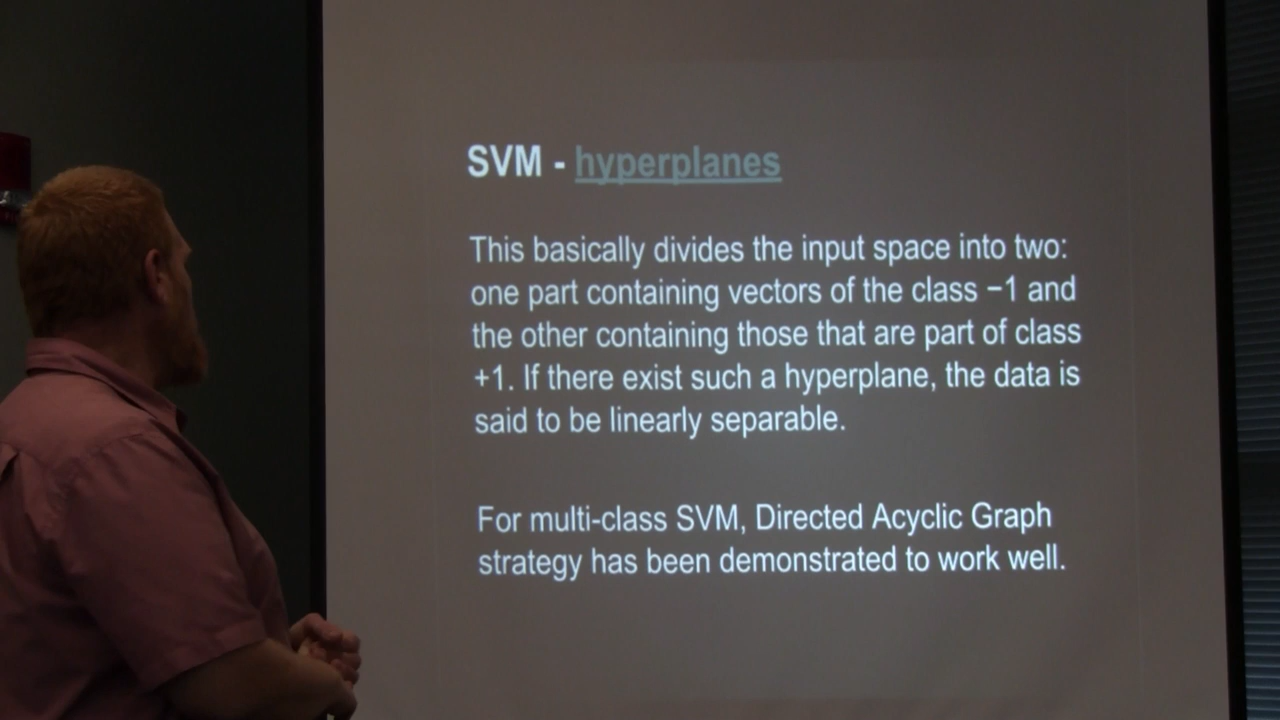 SVM - hyperplanes
This basically divides the input space into two:
one part containing vectors of the class −1 and
the other containing those that are part of class
+1. If there exist such a hyperplane, the data is
said to be linearly separable.
For multi-class SVM, Directed Acyclic Graph
strategy has been demonstrated to work well.